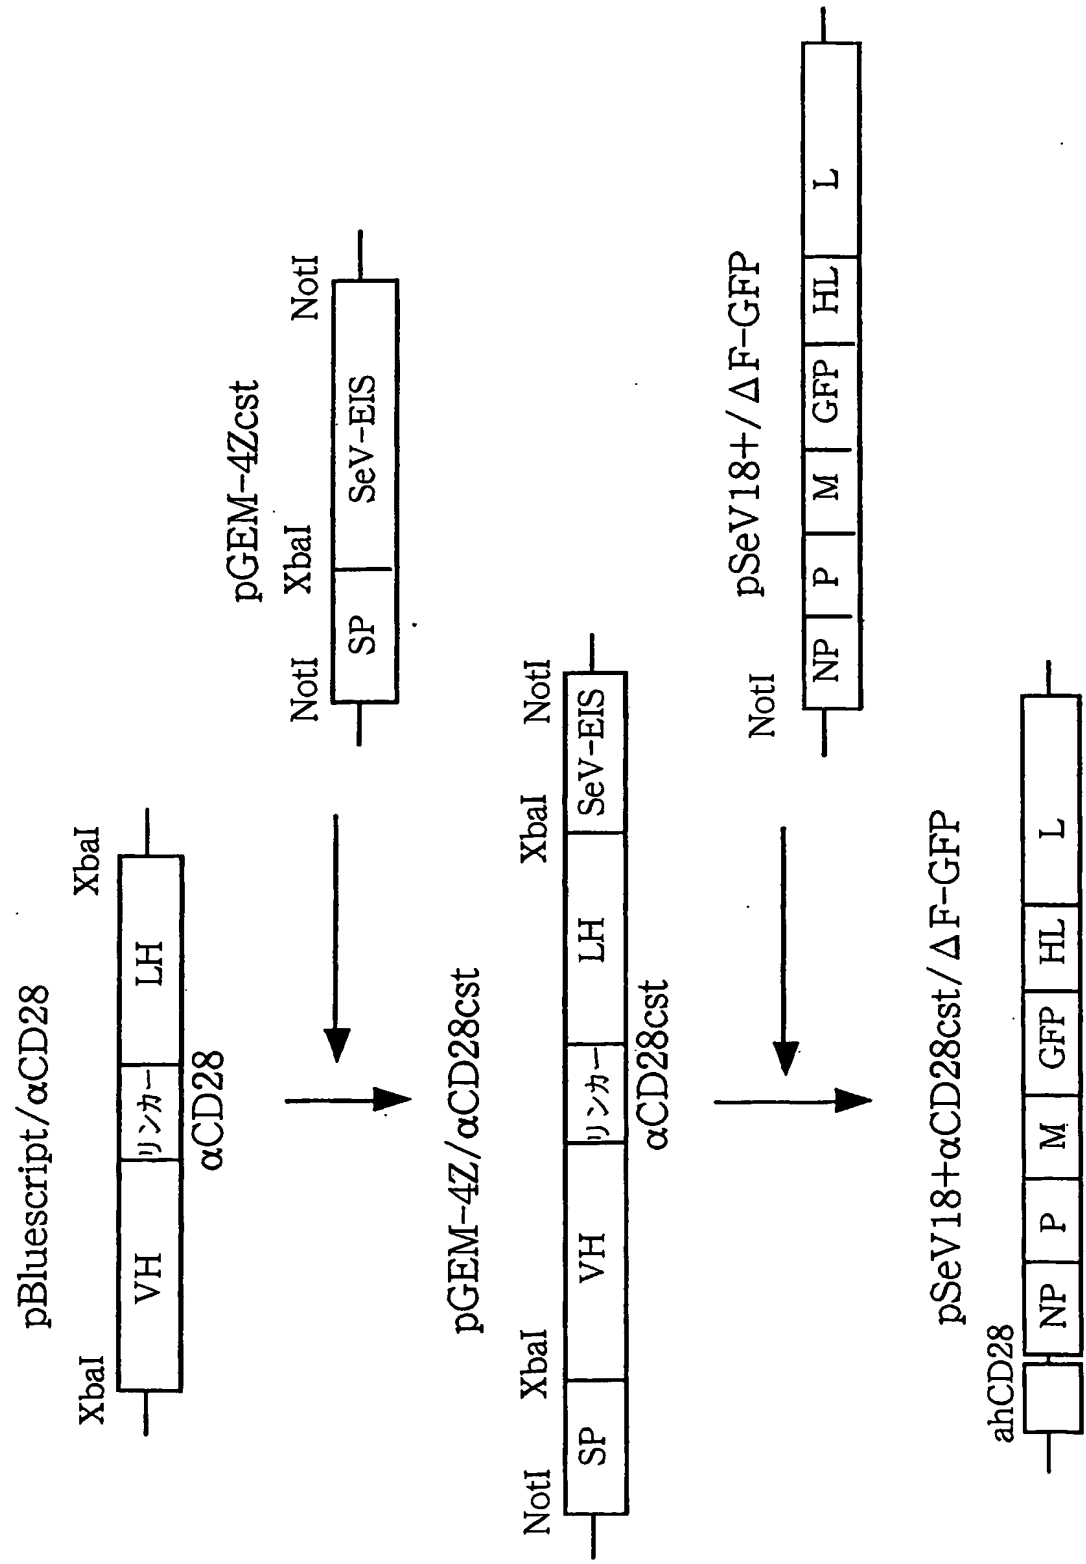 pBluescript/αCD28
XbaI
XbaI
VH
リンカー
LH
αCD28
pGEM-4Zcst
NotI
XbaI
NotI
SP
SeV-EIS
pGEM-4Z/αCD28cst
NotI
XbaI
XbaI
NotI
SP
VH
リンカー
LH
SeV-EIS
αCD28cst
pSeV18+/ΔF-GFP
NotI
NP
P
M
GFP
HL
L
pSeV18+αCD28cst/ΔF-GFP
ahCD28
NP
P
M
GFP
HL
L